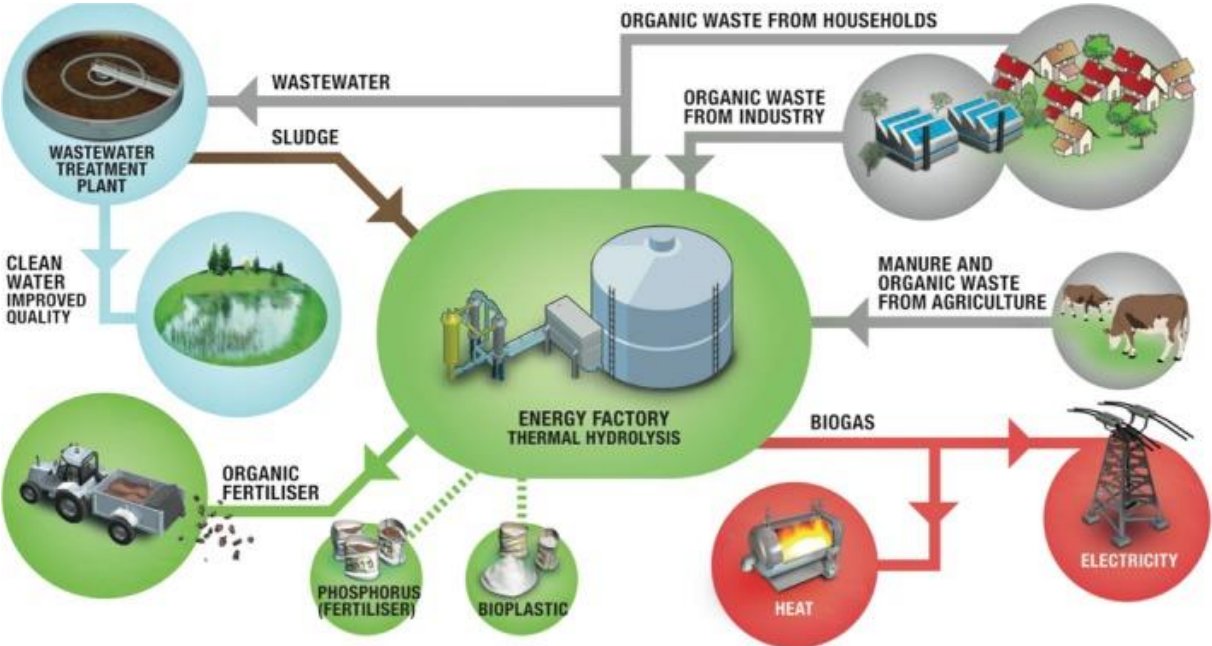 ORGANIC WASTE FROM HOUSEHOLDS
WASTEWATER
ORGANIC WASTE
FROM INDUSTRY
SLUDGE
WASTEWATER
TREATMENT
PLANT
CLEAN
WATER
IMPROVED
QUALITY
MANURE AND
ORGANIC WASTE
FROM AGRICULTURE
ENERGY FACTORY
THERMAL HYDROLYSIS
BIOGAS
ORGANIC
FERTILISER
PHOSPHORUS
(FERTILISER)
BIOPLASTIC
HEAT
ELECTRICITY